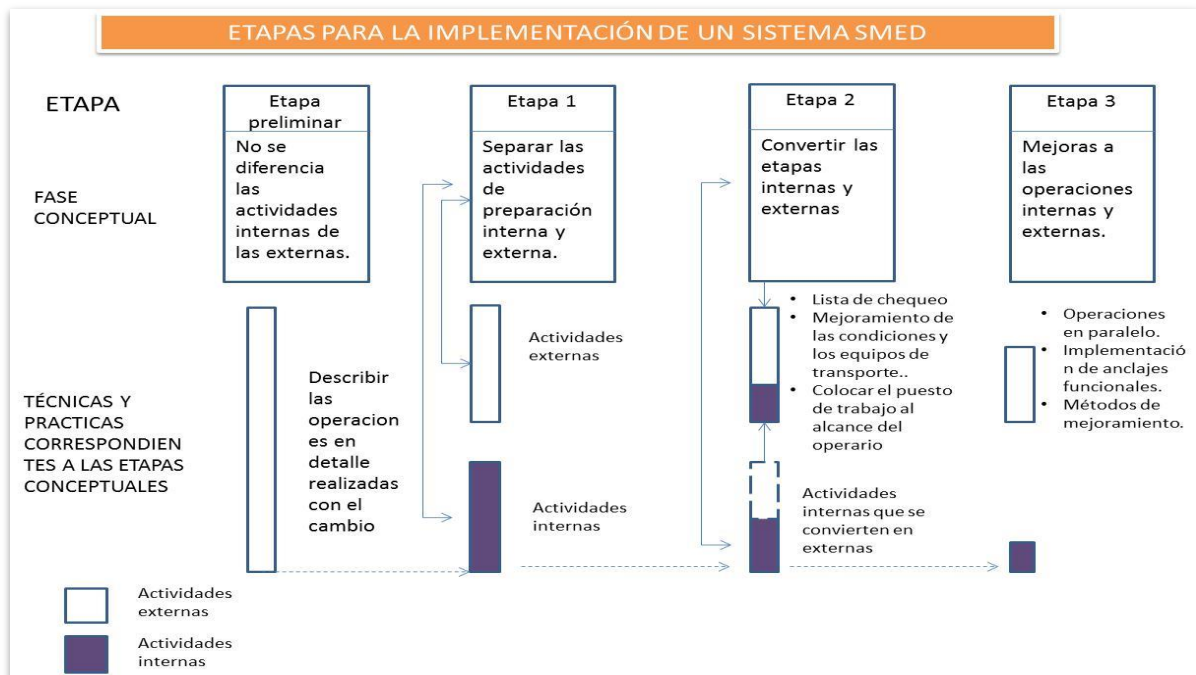 ETAPAS PARA LA IMPLEMENTACIÓN DE UN SISTEMA SMED
ETAPA
Etapa
preliminar
Etapa 1
Etapa 2
Etapa 3
FASE
CONCEPTUAL
No se
diferencia
las
actividades
internas de
las externas.
Separar las
actividades
de
preparación
interna y
externa.
Convertir las
etapas
internas y
externas
Mejoras a
las
operaciones
internas y
externas.
TÉCNICAS Y
PRACTICAS
CORRESPONDIEN
TES A LAS ETAPAS
CONCEPTUALES
Describir
las
operacion
es en
detalle
realizadas
con el
cambio
Actividades
externas
Actividades
internas
• Lista de chequeo
• Mejoramiento de
las condiciones y
los equipos de
transporte..
• Colocar el puesto
de trabajo al
alcance del
operario
Actividades
internas que se
convierten en
externas
• Operaciones
en paralelo.
• Implementació
n de anclajes
funcionales.
• Métodos de
mejoramiento.
Actividades
externas
Actividades
internas